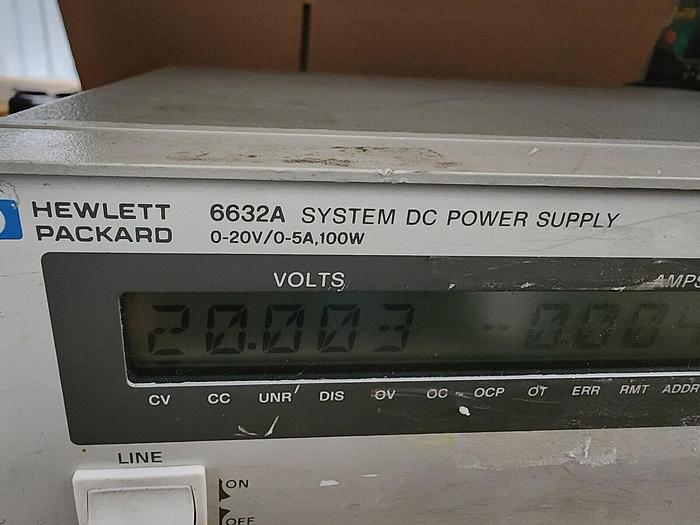 HEWLETT
PACKARD
6632A SYSTEM DC POWER SUPPLY
0-20V/0-5A,100W
VOLTS
AMPS
20.003
CV CC UNR DIS OV OC OCP OT ERR RMT ADDR
LINE
ON
OFF